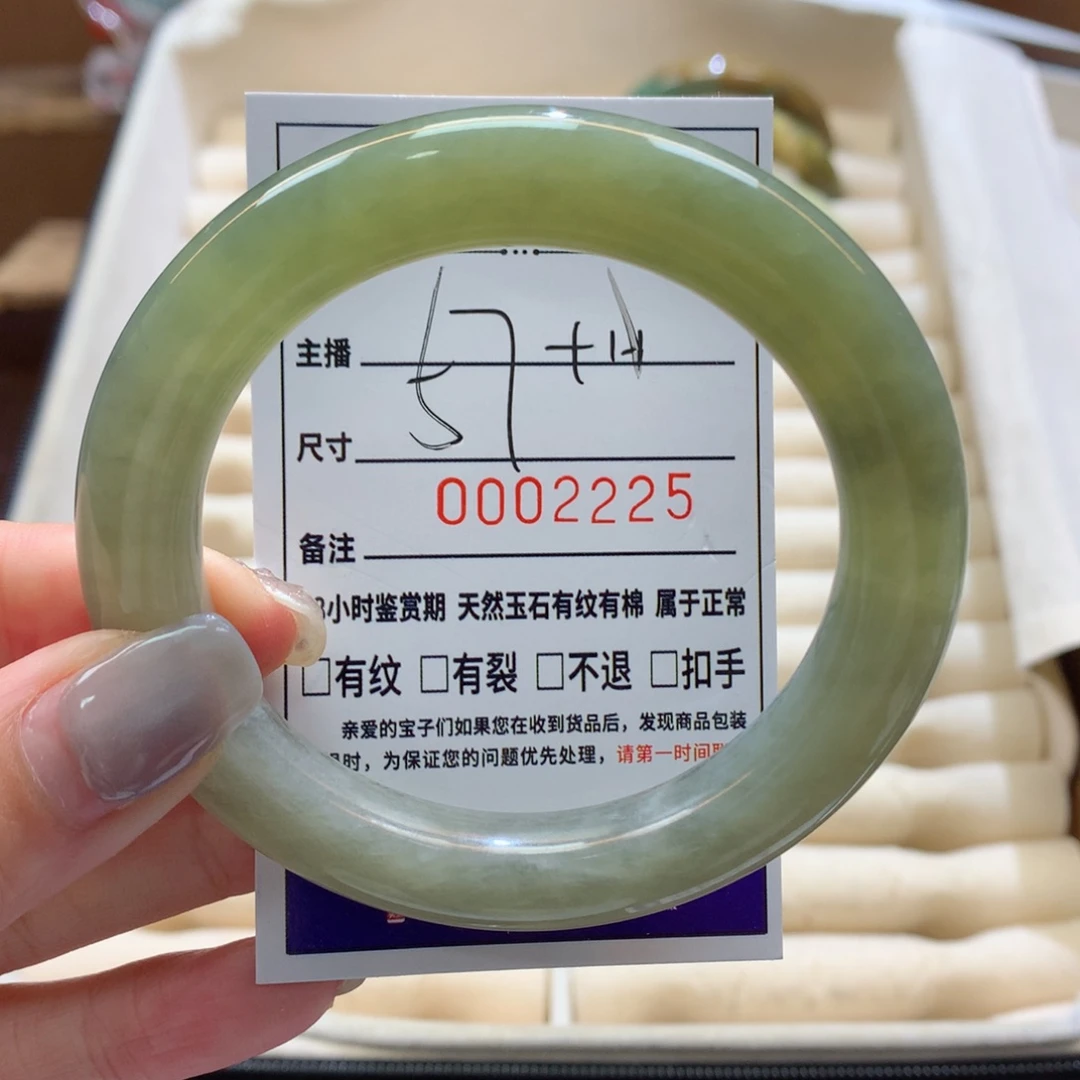 主播
57+H
尺寸
0002225
备注
8小时鉴赏期 天然玉石有纹有棉 属于正常
□有纹 □有裂 □不退 □扣手
亲爱的宝子们如果您在收到货品后，发现商品包装
时，为保证您的问题优先处理，请第一时间